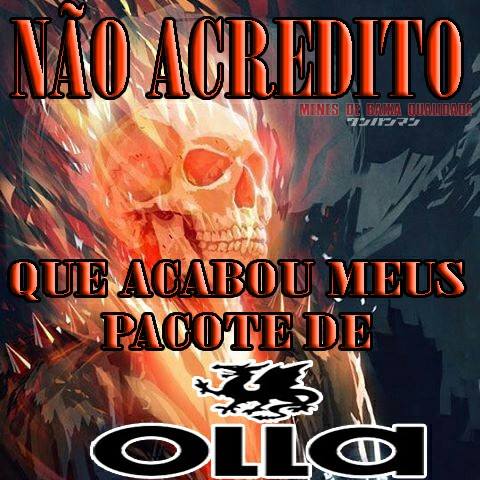 NÃO ACREDITO
MEMES DE BAIXA QUALIDADE
ワンパンマン
QUE ACABOU MEUS
PACOTE DE
OLLA